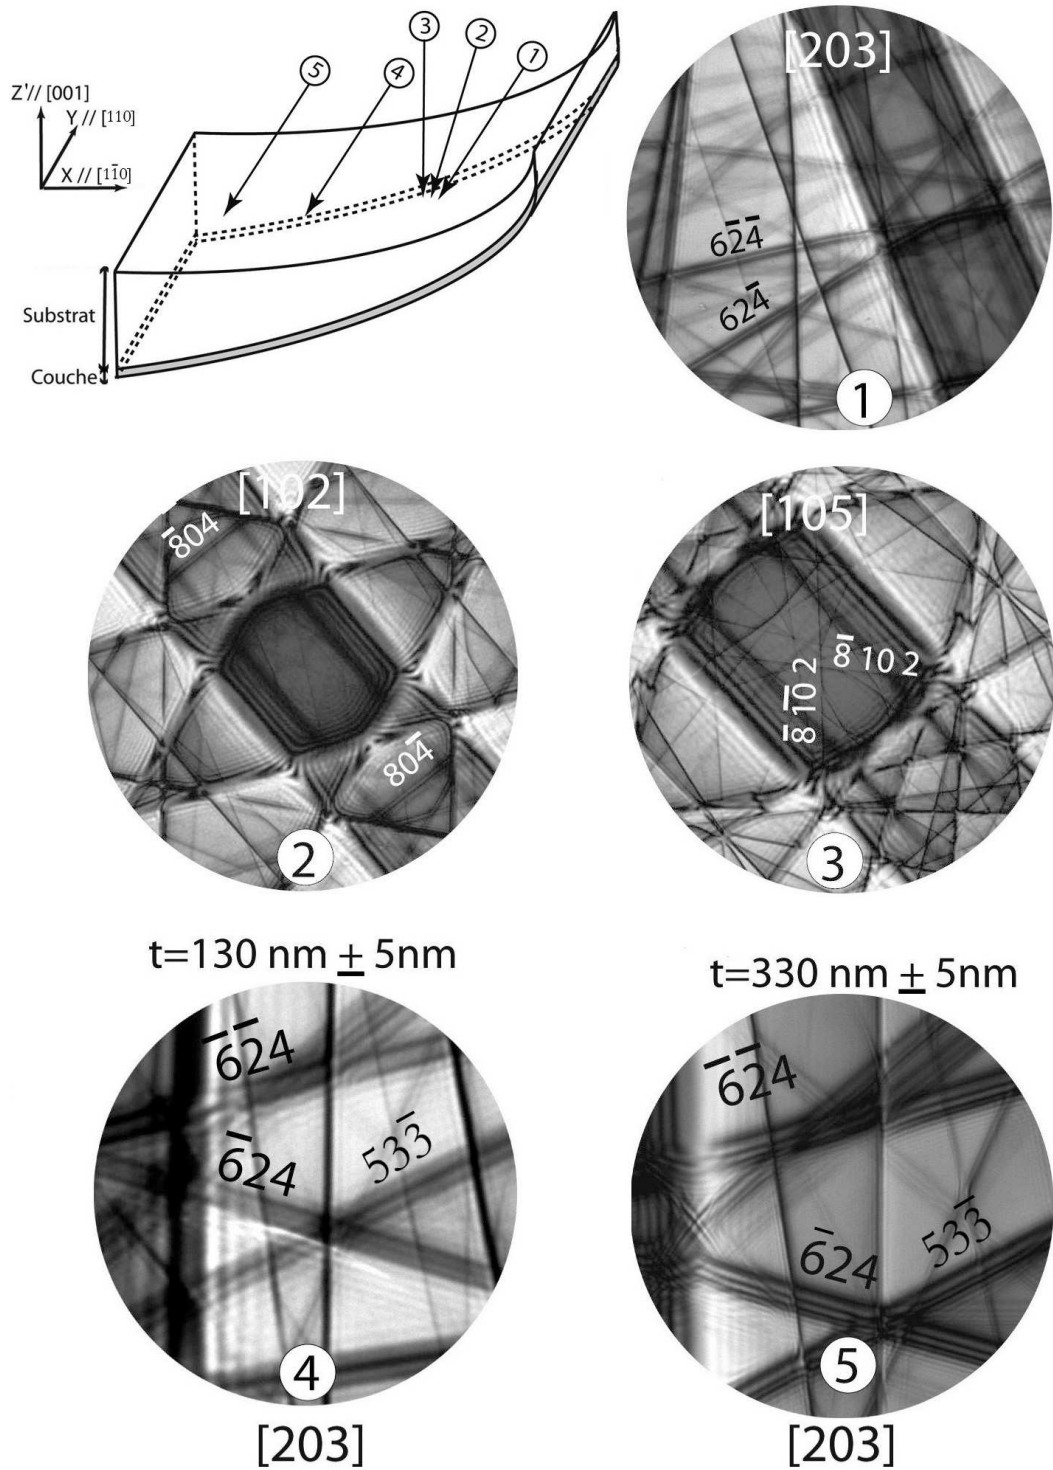 ⑤ ④ ③ ② ①
Z'// [001]
Y // [110]
X // [11̄0]
Substrat
Couche
[203]
62̄4̄
624̄
1
[102]
8̄04
804̄
2
[105]
8̄ 10 2
8̄ 1̄0̄ 2
3
t=130 nm ± 5nm
6̄2̄4
6̄24
533̄
4
[203]
t=330 nm ± 5nm
6̄2̄4
6̄24
533̄
5
[203]